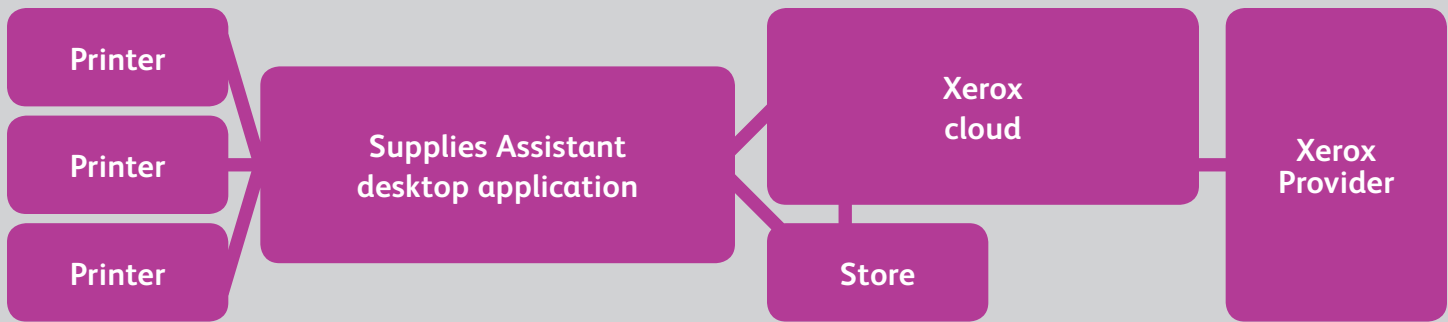 Printer
Printer
Printer
Supplies Assistant
desktop application
Xerox
cloud
Store
Xerox
Provider